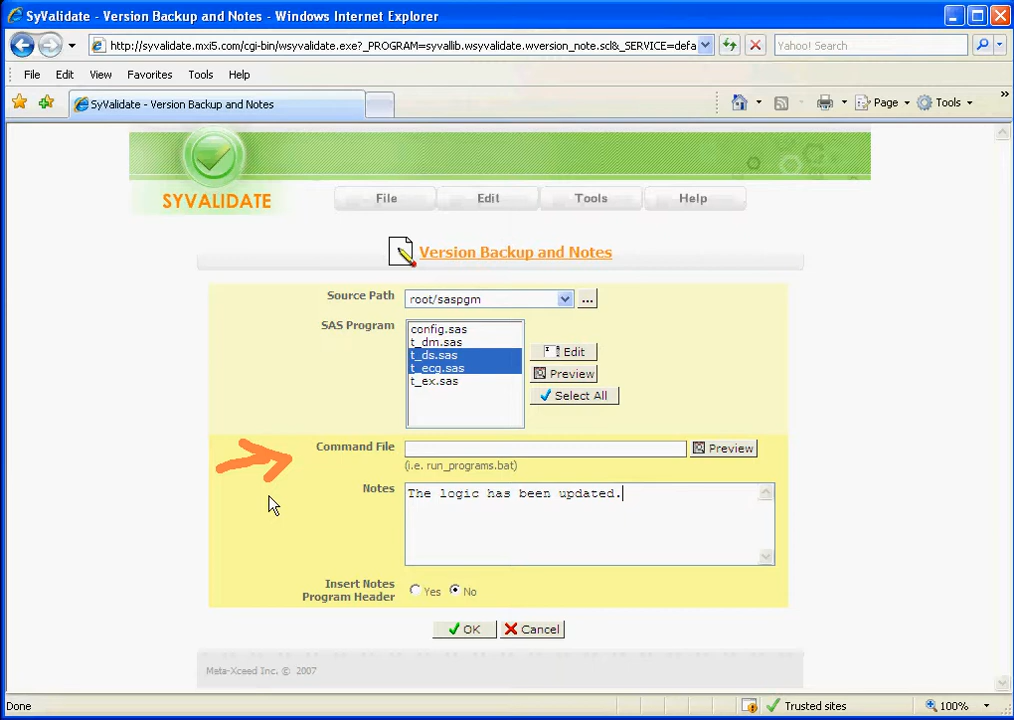 SyValidate - Version Backup and Notes - Windows Internet Explorer
http://syvalidate.mxi5.com/cgi-bin/wsyvalidate.exe?_PROGRAM=syvallib.wsyvalidate.wversion_note.scl&_SERVICE=defa
Yahoo! Search
File Edit View Favorites Tools Help
SyValidate - Version Backup and Notes
Page Tools
SYVALIDATE
File Edit Tools Help
Version Backup and Notes
Source Path root/saspgm ...
SAS Program
config.sas
t_dm.sas
t_ds.sas
t_ecg.sas
t_ex.sas
Edit
Preview
Select All
Command File Preview
(i.e. run_programs.bat)
Notes The logic has been updated.
Insert Notes
Program Header Yes No
OK Cancel
Meta-Xceed Inc. © 2007
Done Trusted sites 100%